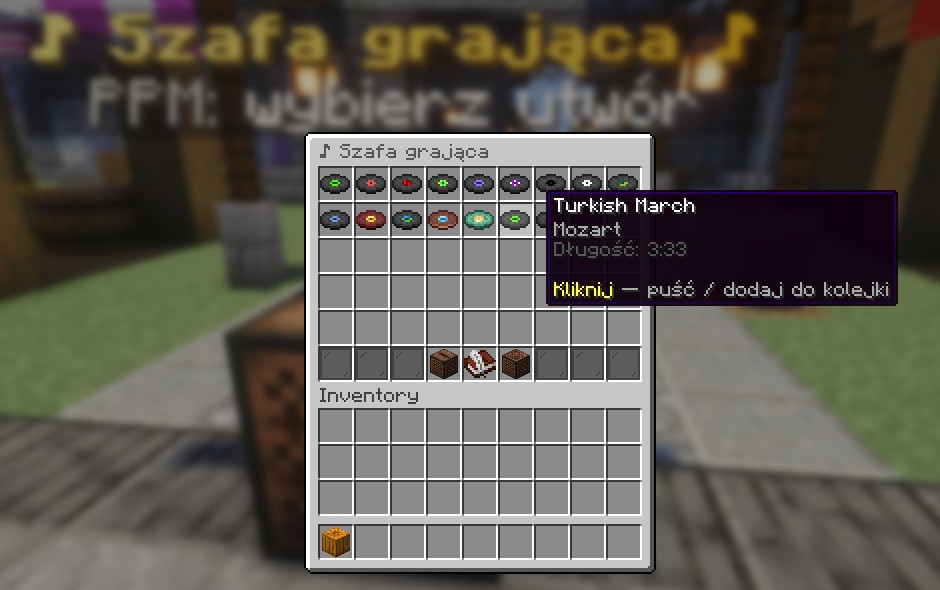 ♪ Szafa grająca ♪
PPM: wybierz utwór
♪ Szafa grająca
Turkish March
Mozart
Długość: 3:33
Kliknij — puść / dodaj do kolejki
Inventory